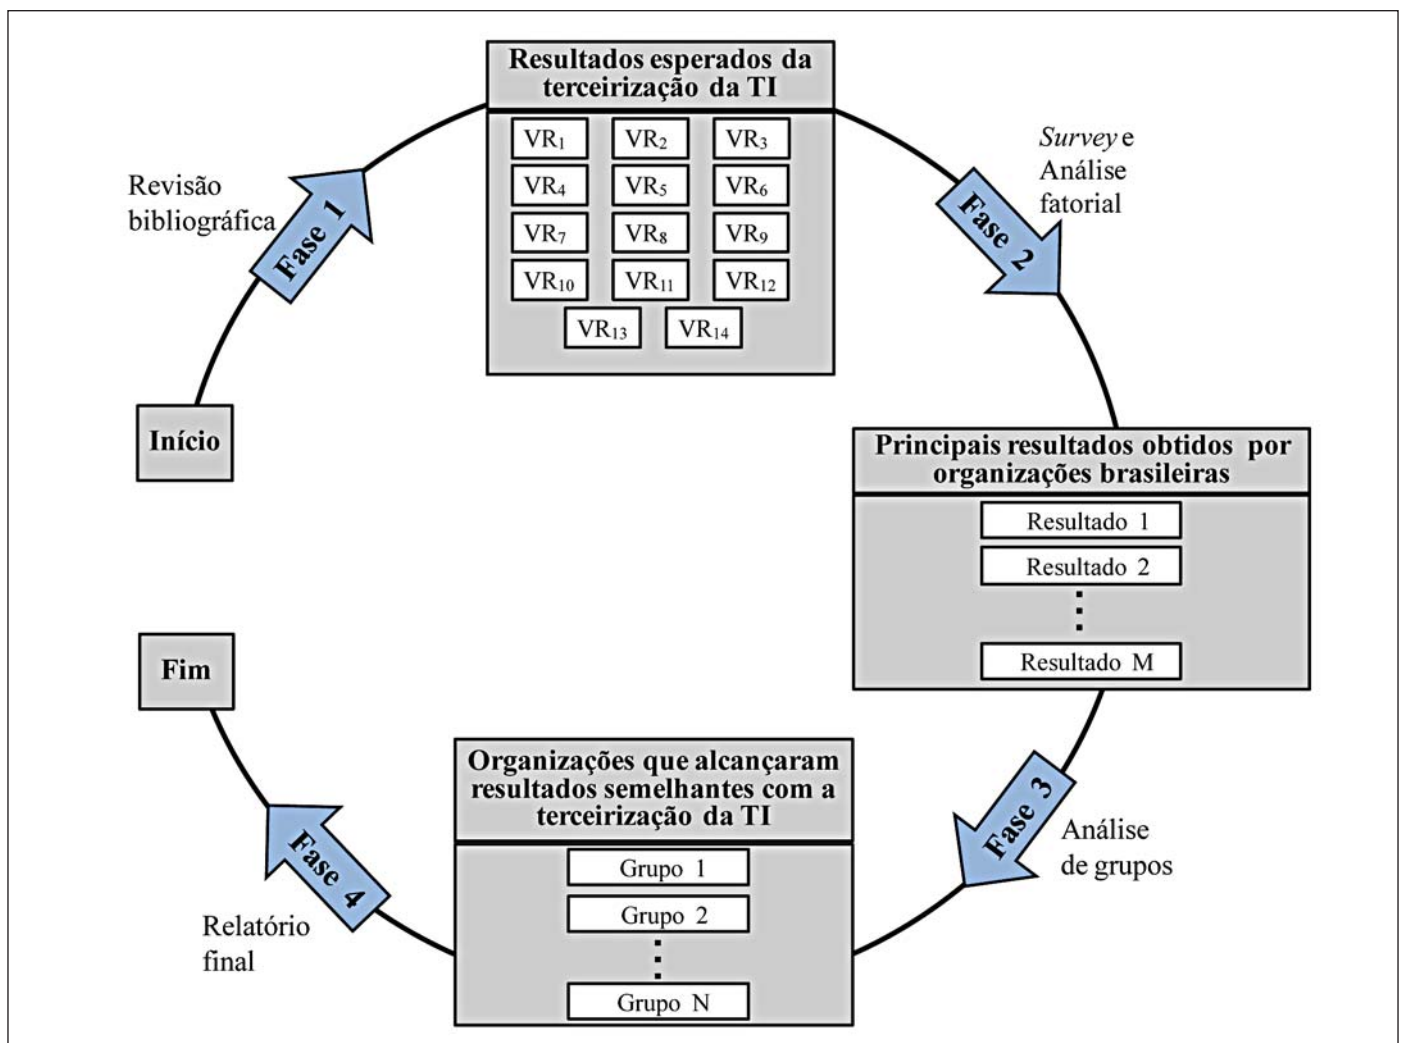 Início
Revisão
bibliográfica
Fase 1
Resultados esperados da
terceirização da TI
VR1 VR2 VR3
VR4 VR5 VR6
VR7 VR8 VR9
VR10 VR11 VR12
VR13 VR14
Survey e
Análise
fatorial
Fase 2
Principais resultados obtidos por
organizações brasileiras
Resultado 1
Resultado 2
Resultado M
Fase 3
Análise
de grupos
Organizações que alcançaram
resultados semelhantes com a
terceirização da TI
Grupo 1
Grupo 2
Grupo N
Fase 4
Relatório
final
Fim